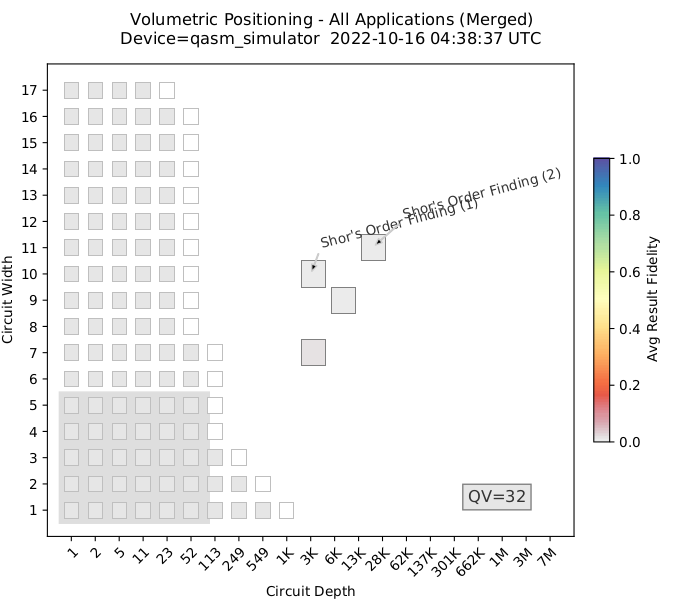 Volumetric Positioning - All Applications (Merged)
Device=qasm_simulator  2022-10-16 04:38:37 UTC
17
16
15
14
13
12
11
10
9
8
7
6
5
4
3
2
1
Circuit Width
Shor's Order Finding (2)
Shor's Order Finding (1)
QV=32
1
2
5
11
23
52
113
249
549
1K
3K
6K
13K
28K
62K
137K
301K
662K
1M
3M
7M
Circuit Depth
1.0
0.8
0.6
0.4
0.2
0.0
Avg Result Fidelity